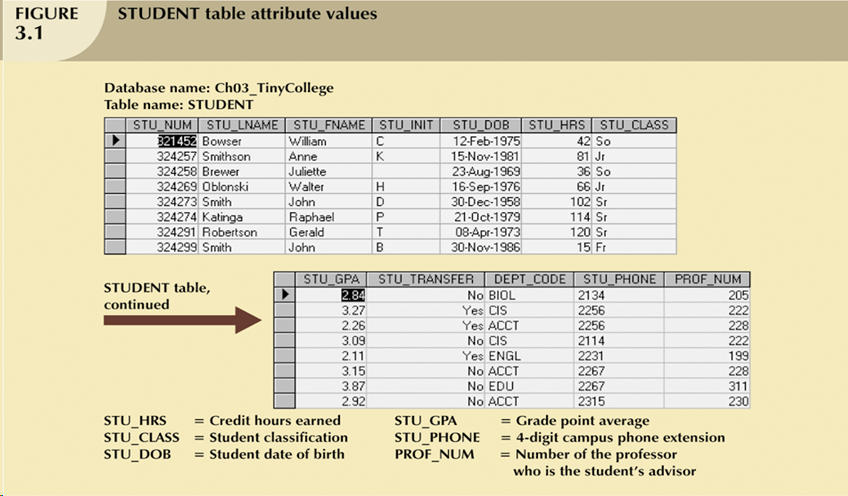 FIGURE
3.1
STUDENT table attribute values
Database name: Ch03_TinyCollege
Table name: STUDENT
STU_NUM STU_LNAME STU_FNAME STU_INIT STU_DOB STU_HRS STU_CLASS
321452 Bowser William C 12-Feb-1975 42 So
324257 Smithson Anne K 15-Nov-1981 81 Jr
324258 Brewer Juliette 23-Aug-1969 36 So
324269 Oblonski Walter H 16-Sep-1976 66 Jr
324273 Smith John D 30-Dec-1958 102 Sr
324274 Katinga Raphael P 21-Oct-1979 114 Sr
324291 Robertson Gerald T 08-Apr-1973 120 Sr
324299 Smith John B 30-Nov-1986 15 Fr
STUDENT table,
continued
STU_GPA STU_TRANSFER DEPT_CODE STU_PHONE PROF_NUM
2.84 No BIOL 2134 205
3.27 Yes CIS 2256 222
2.26 Yes ACCT 2256 228
3.09 No CIS 2114 222
2.11 Yes ENGL 2231 199
3.15 No ACCT 2267 228
3.87 No EDU 2267 311
2.92 No ACCT 2315 230
STU_HRS = Credit hours earned
STU_CLASS = Student classification
STU_DOB = Student date of birth
STU_GPA = Grade point average
STU_PHONE = 4-digit campus phone extension
PROF_NUM = Number of the professor
who is the student's advisor